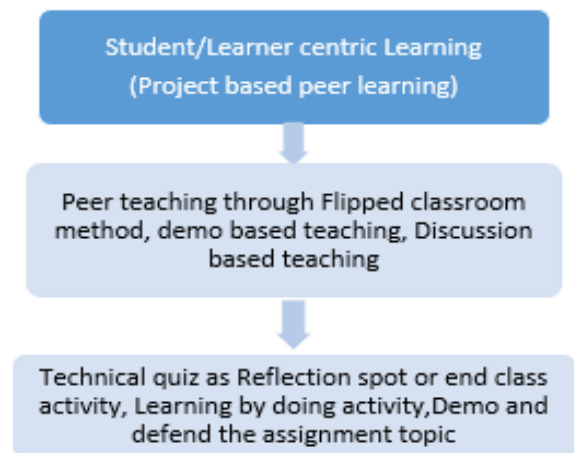 Student/Learner centric Learning
(Project based peer learning)
Peer teaching through Flipped classroom
method, demo based teaching, Discussion
based teaching
Technical quiz as Reflection spot or end class
activity, Learning by doing activity,Demo and
defend the assignment topic